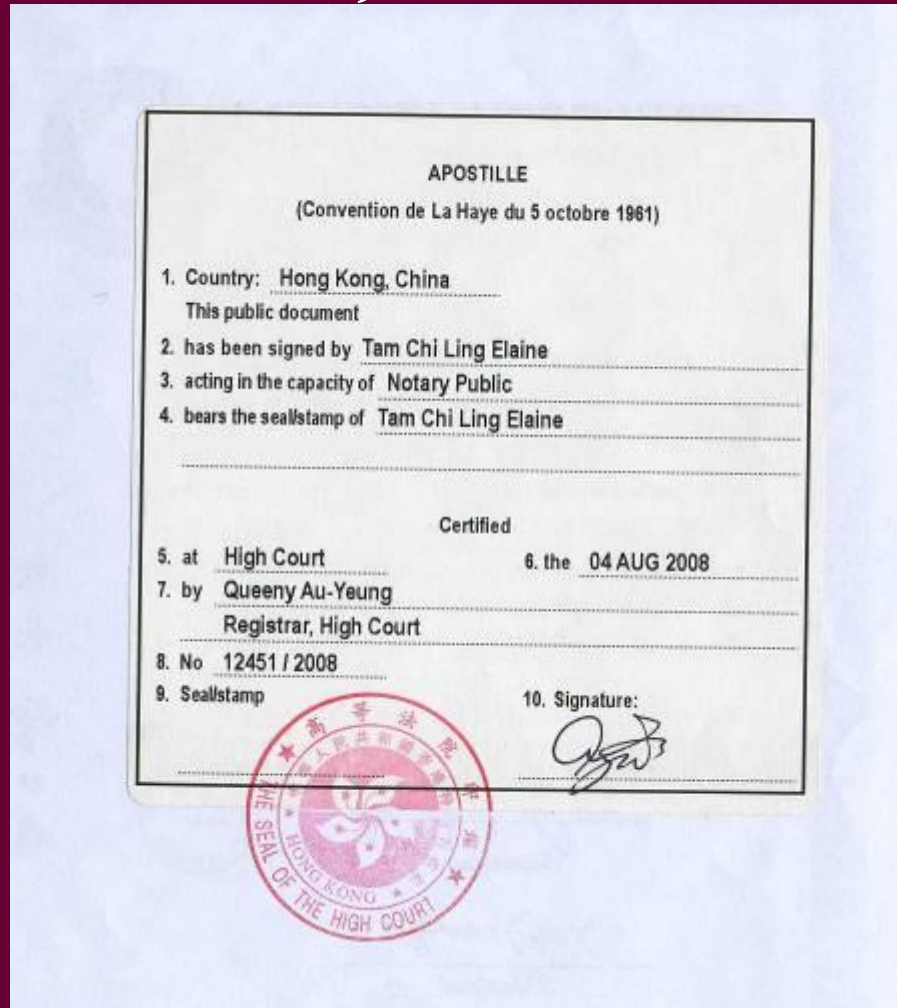 APOSTILLE
(Convention de La Haye du 5 octobre 1961)
1. Country: Hong Kong, China
This public document
2. has been signed by Tam Chi Ling Elaine
3. acting in the capacity of Notary Public
4. bears the seal/stamp of Tam Chi Ling Elaine
Certified
5. at High Court 6. the 04 AUG 2008
7. by Queeny Au-Yeung
Registrar, High Court
8. No 12451 / 2008
9. Seal/stamp 10. Signature:
高等法院印鑑
HONG KONG
THE SEAL OF THE HIGH COURT